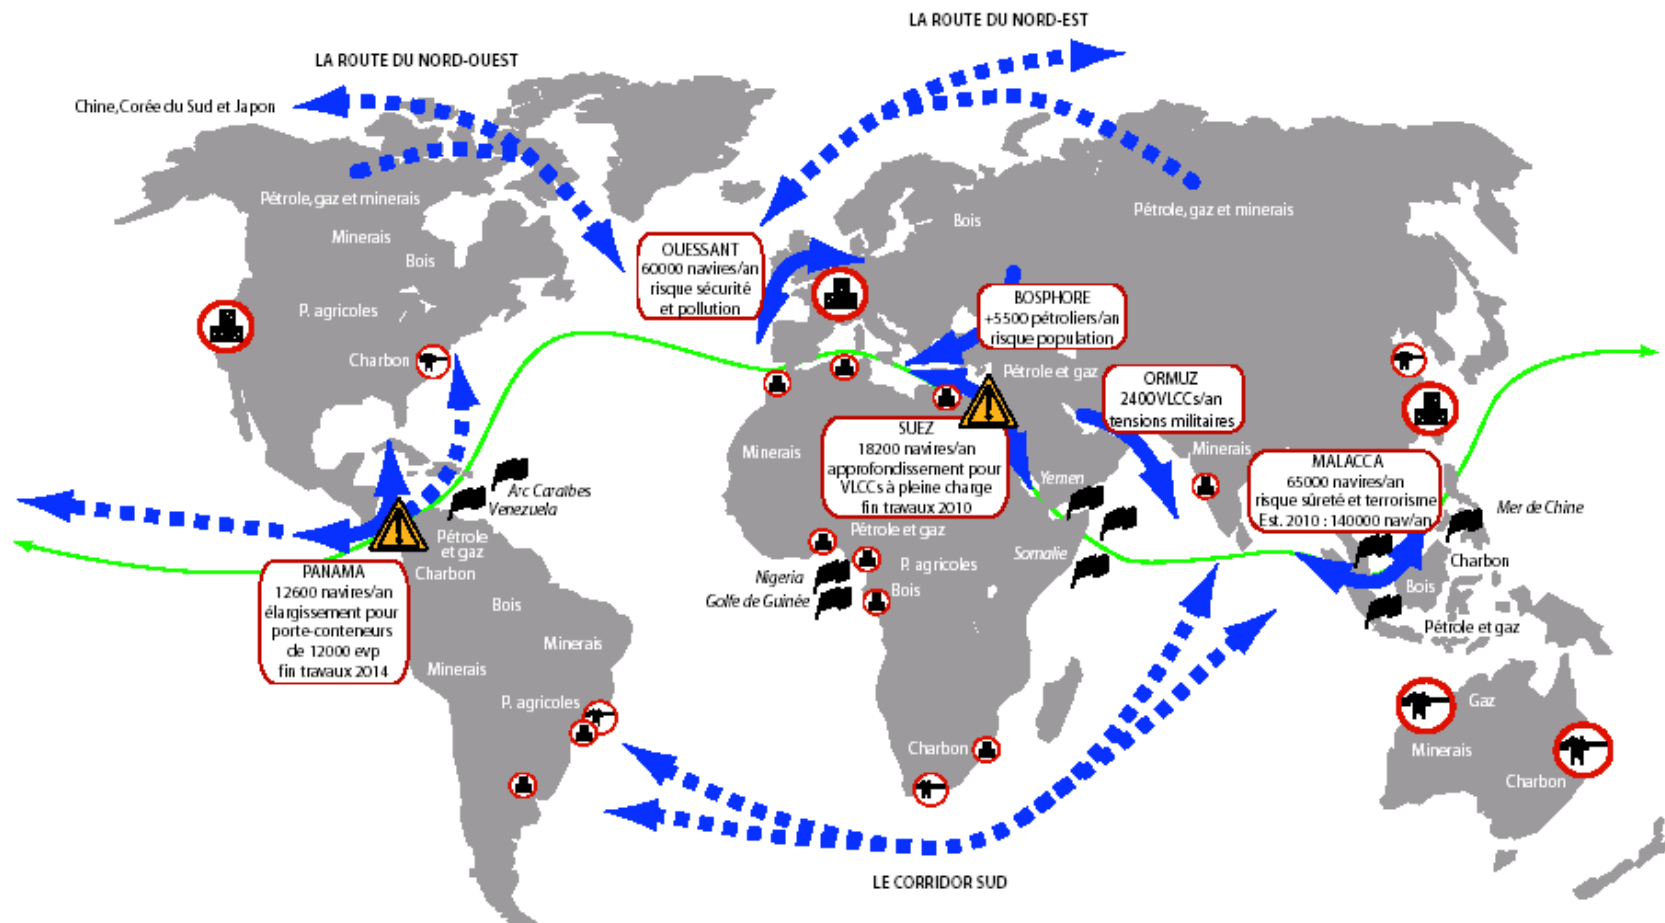 LA ROUTE DU NORD-EST
LA ROUTE DU NORD-OUEST
Chine, Corée du Sud et Japon
Pétrole, gaz et minerais
Minerais
Bois
P. agricoles
Charbon
OUESSANT
60000 navires/an
risque sécurité
et pollution
Bois
Pétrole, gaz et minerais
BOSPHORE
+5500 pétroliers/an
risque population
Pétrole et gaz
ORMUZ
2400 VLCCs/an
tensions militaires
SUEZ
18200 navires/an
approfondissement pour
VLCCs à pleine charge
fin travaux 2010
Minerais
Minerais
Yemen
MALACCA
65000 navires/an
risque sûreté et terrorisme
Est. 2010 : 140000 nav/an
Mer de Chine
Arc Caraïbes
Venezuela
Pétrole
et gaz
Charbon
PANAMA
12600 navires/an
élargissement pour
porte-conteneurs
de 12000 evp
fin travaux 2014
Bois
Minerais
Minerais
P. agricoles
Pétrole et gaz
P. agricoles
Nigeria
Golfe de Guinée
Bois
Somalie
Charbon
Charbon
Bois
Pétrole et gaz
Gaz
Minerais
Charbon
LE CORRIDOR SUD